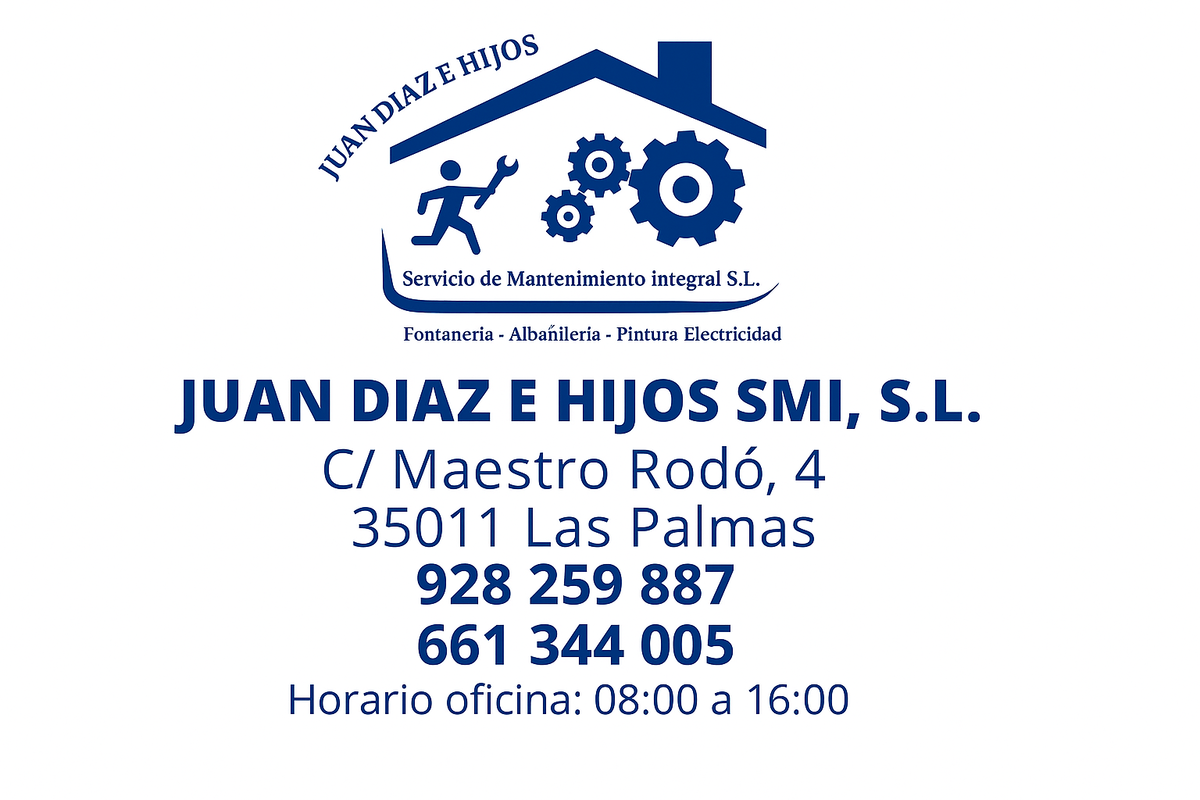 JUAN DIAZ E HIJOS
Servicio de Mantenimiento integral S.L.
Fontaneria - Albañileria - Pintura Electricidad
JUAN DIAZ E HIJOS SMI, S.L.
C/ Maestro Rodó, 4
35011 Las Palmas
928 259 887
661 344 005
Horario oficina: 08:00 a 16:00